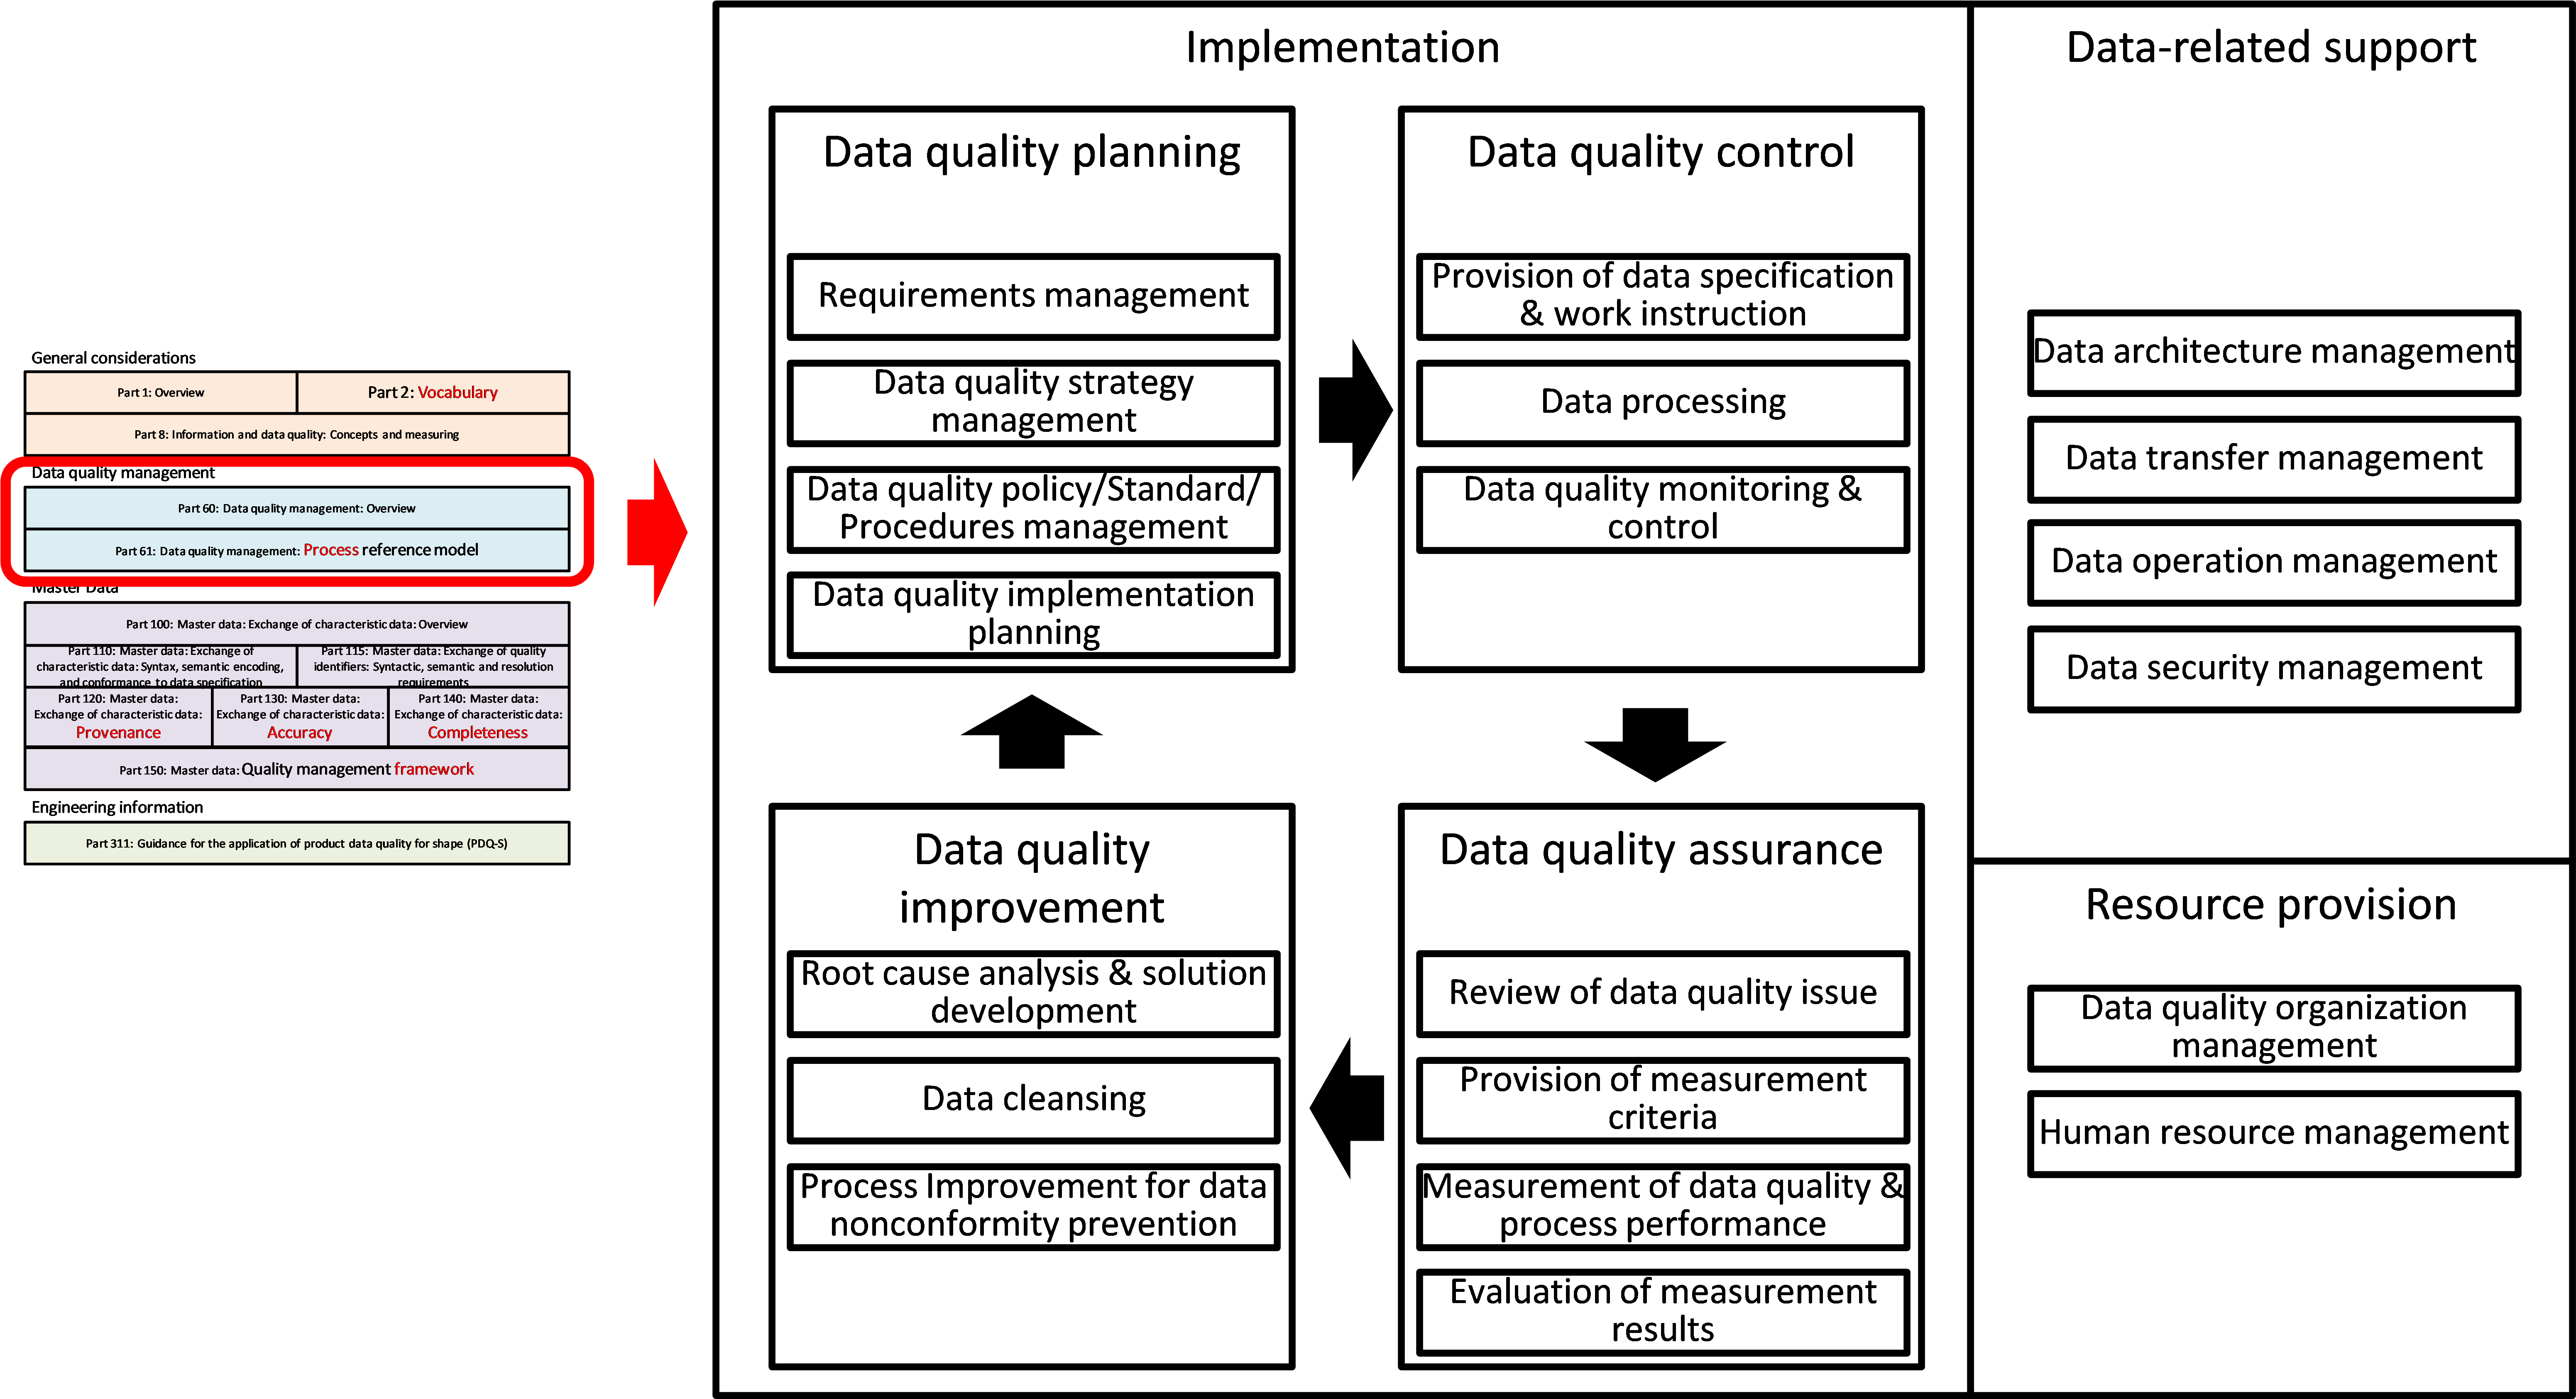 General considerations
Part 1: Overview
Part 2: Vocabulary
Part 8: Information and data quality: Concepts and measuring
Data quality management
Part 60: Data quality management: Overview
Part 61: Data quality management: Process reference model
Master Data
Part 100: Master data: Exchange of characteristic data: Overview
Part 110: Master data: Exchange of
characteristic data: Syntax, semantic encoding,
and conformance to data specification
Part 115: Master data: Exchange of quality
identifiers: Syntactic, semantic and resolution
requirements
Part 120: Master data:
Exchange of characteristic data:
Provenance
Part 130: Master data:
Exchange of characteristic data:
Accuracy
Part 140: Master data:
Exchange of characteristic data:
Completeness
Part 150: Master data: Quality management framework
Engineering information
Part 311: Guidance for the application of product data quality for shape (PDQ-S)
Implementation
Data quality planning
Requirements management
Data quality strategy
management
Data quality policy/Standard/
Procedures management
Data quality implementation
planning
Data quality control
Provision of data specification
& work instruction
Data processing
Data quality monitoring &
control
Data quality
improvement
Root cause analysis & solution
development
Data cleansing
Process Improvement for data
nonconformity prevention
Data quality assurance
Review of data quality issue
Provision of measurement
criteria
Measurement of data quality &
process performance
Evaluation of measurement
results
Data-related support
Data architecture management
Data transfer management
Data operation management
Data security management
Resource provision
Data quality organization
management
Human resource management